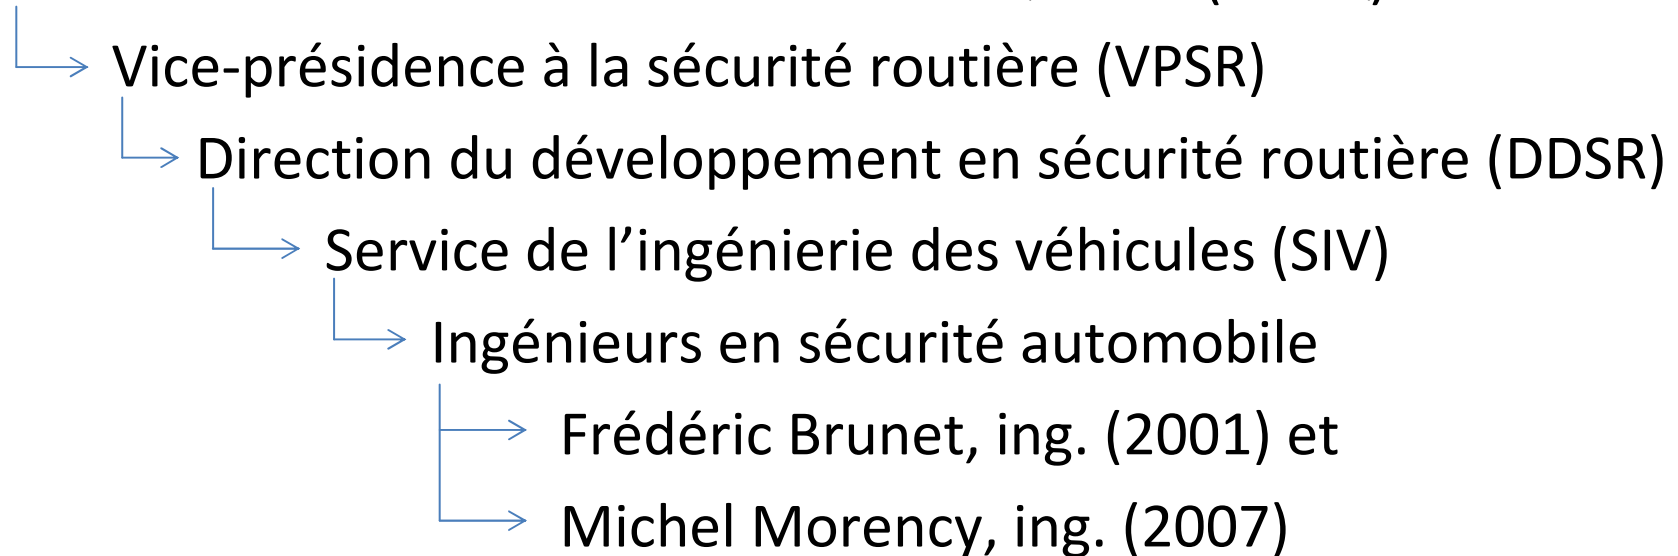 Vice-présidence à la sécurité routière (VPSR)
Direction du développement en sécurité routière (DDSR)
Service de l’ingénierie des véhicules (SIV)
Ingénieurs en sécurité automobile
Frédéric Brunet, ing. (2001) et
Michel Morency, ing. (2007)